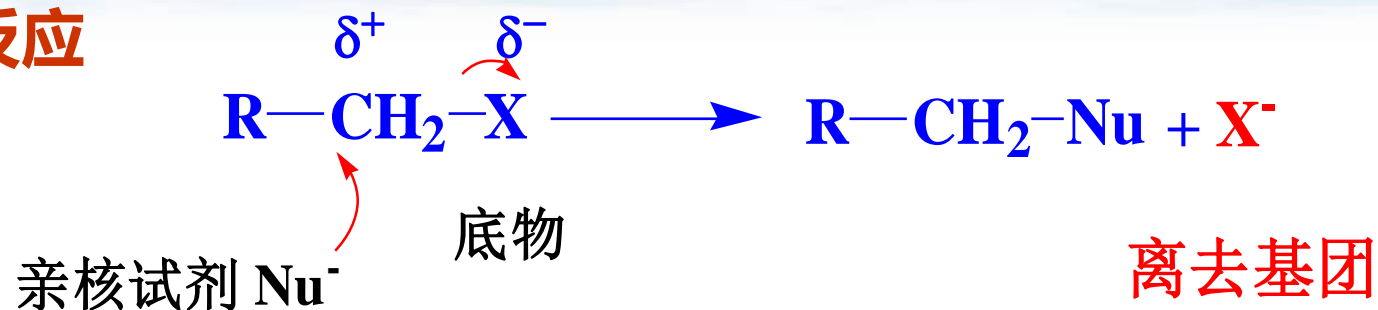 反应
δ⁺ δ⁻
R—CH₂—X → R—CH₂—Nu + X⁻
底物
亲核试剂 Nu⁻
离去基团